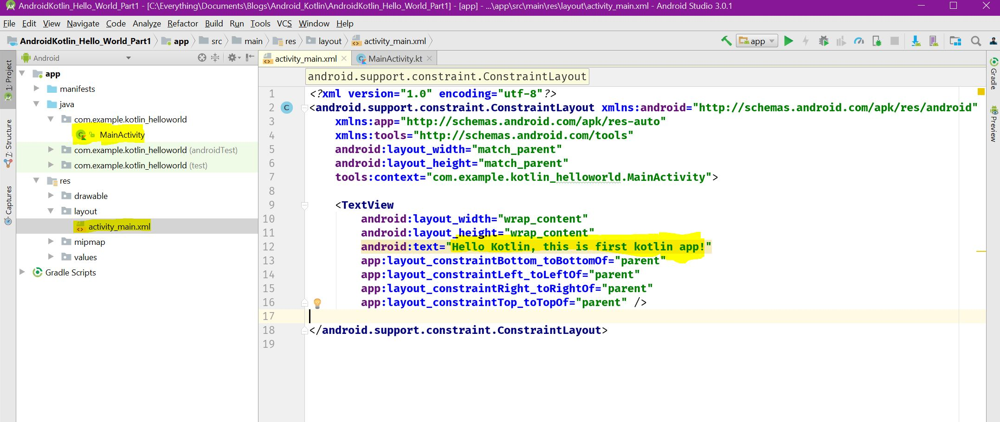 AndroidKotlin_Hello_World_Part1 - [C:\Everything\Documents\Blogs\Android_Kotlin\AndroidKotlin_Hello_World_Part1] - [app] - ...\app\src\main\res\layout\activity_main.xml - Android Studio 3.0.1
File Edit View Navigate Code Analyze Refactor Build Run Tools VCS Window Help
AndroidKotlin_Hello_World_Part1 app src main res layout activity_main.xml app
Android
activity_main.xml MainActivity.kt
1: Project
7: Structure
Captures
app
manifests
java
com.example.kotlin_helloworld
MainActivity
com.example.kotlin_helloworld (androidTest)
com.example.kotlin_helloworld (test)
res
drawable
layout
activity_main.xml
mipmap
values
Gradle Scripts
android.support.constraint.ConstraintLayout
1 <?xml version="1.0" encoding="utf-8"?>
2 C <android.support.constraint.ConstraintLayout xmlns:android="http://schemas.android.com/apk/res/android"
3 xmlns:app="http://schemas.android.com/apk/res-auto"
4 xmlns:tools="http://schemas.android.com/tools"
5 android:layout_width="match_parent"
6 android:layout_height="match_parent"
7 tools:context="com.example.kotlin_helloworld.MainActivity">
8
9 <TextView
10 android:layout_width="wrap_content"
11 android:layout_height="wrap_content"
12 android:text="Hello Kotlin, this is first kotlin app!"
13 app:layout_constraintBottom_toBottomOf="parent"
14 app:layout_constraintLeft_toLeftOf="parent"
15 app:layout_constraintRight_toRightOf="parent"
16 app:layout_constraintTop_toTopOf="parent" />
17
18 </android.support.constraint.ConstraintLayout>
19
Gradle
Preview